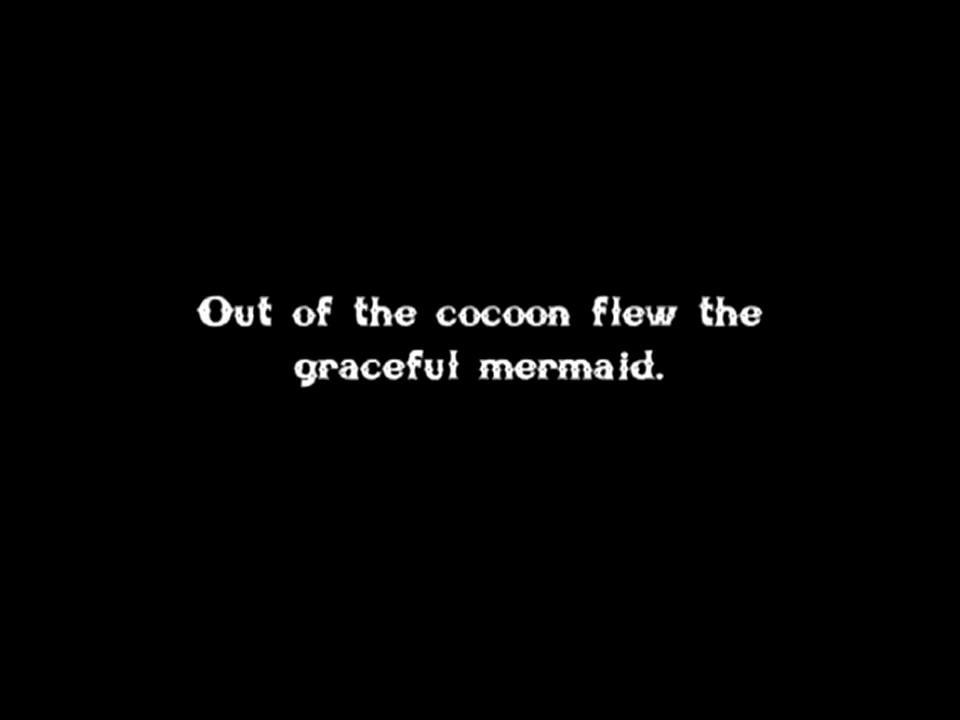 Out of the cocoon flew the
graceful mermaid.